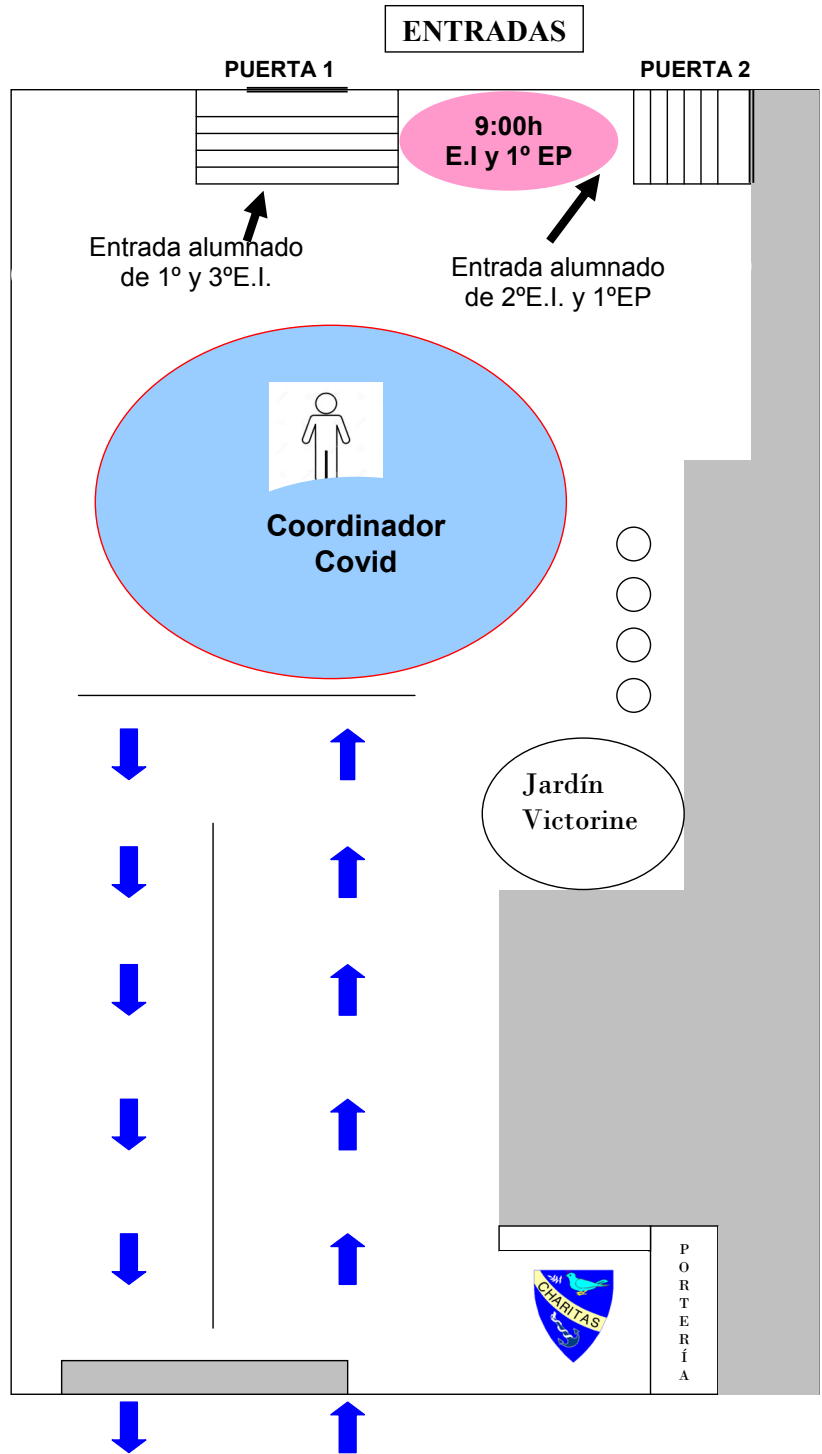 ENTRADAS
PUERTA 1
PUERTA 2
9:00h
E.I y 1º EP
Entrada alumnado
de 1º y 3ºE.I.
Entrada alumnado
de 2ºE.I. y 1ºEP
Coordinador
Covid
Jardín
Victorine
PORTERÍA
CHARITAS